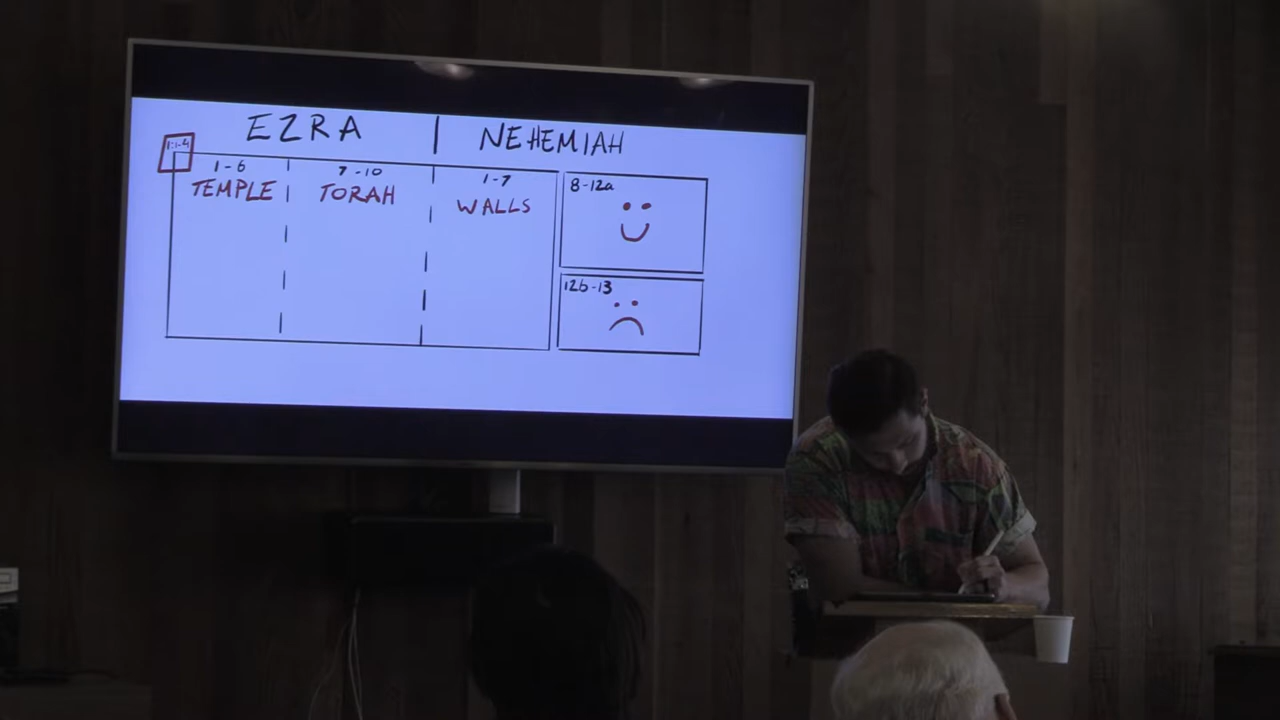 EZRA | NEHEMIAH
1:1-4
1-6
TEMPLE
7-10
TORAH
1-7
WALLS
8-12a
12b-13